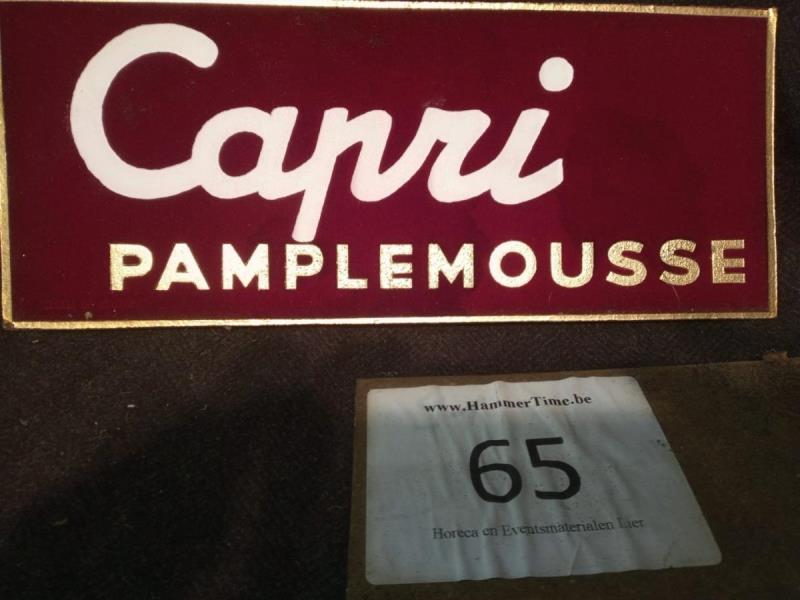 Capri
PAMPLEMOUSSE
www.HammerTime.be
65
Horeca en Eventsmaterialen Lier